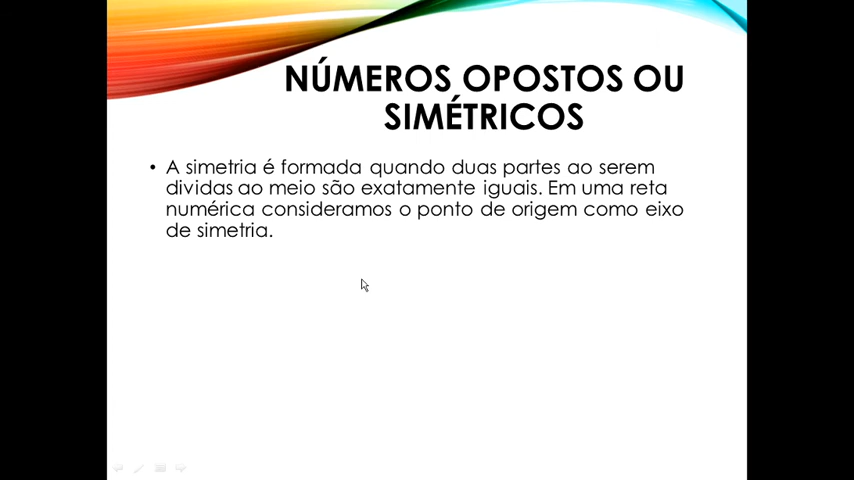 NÚMEROS OPOSTOS OU
SIMÉTRICOS
• A simetria é formada quando duas partes ao serem
dividas ao meio são exatamente iguais. Em uma reta
numérica consideramos o ponto de origem como eixo
de simetria.